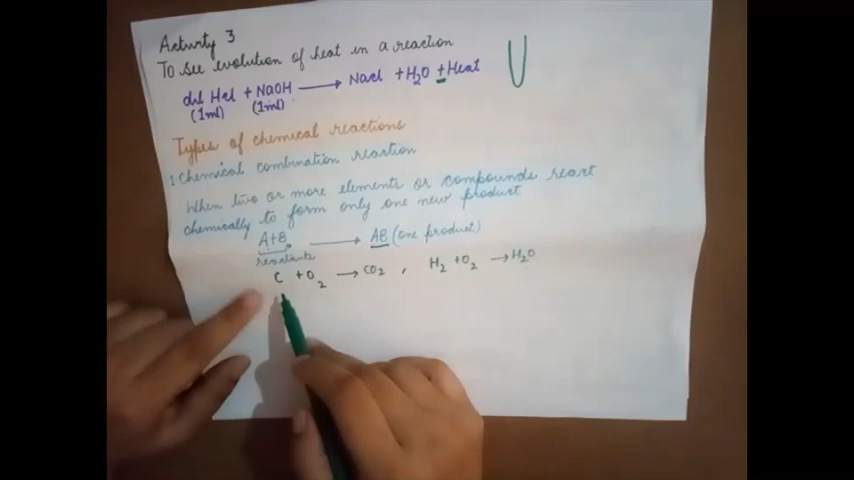 Activity 3
To see evolution of heat in a reaction
dil Hcl + NaOH → Nacl + H₂O + Heat
(1ml) (1ml)
Types of chemical reactions
1. Chemical combination reaction
When two or more elements or compounds react
chemically to form only one new product
A+B → AB (one product)
reactants
C + O₂ → CO₂ , H₂ + O₂ → H₂O